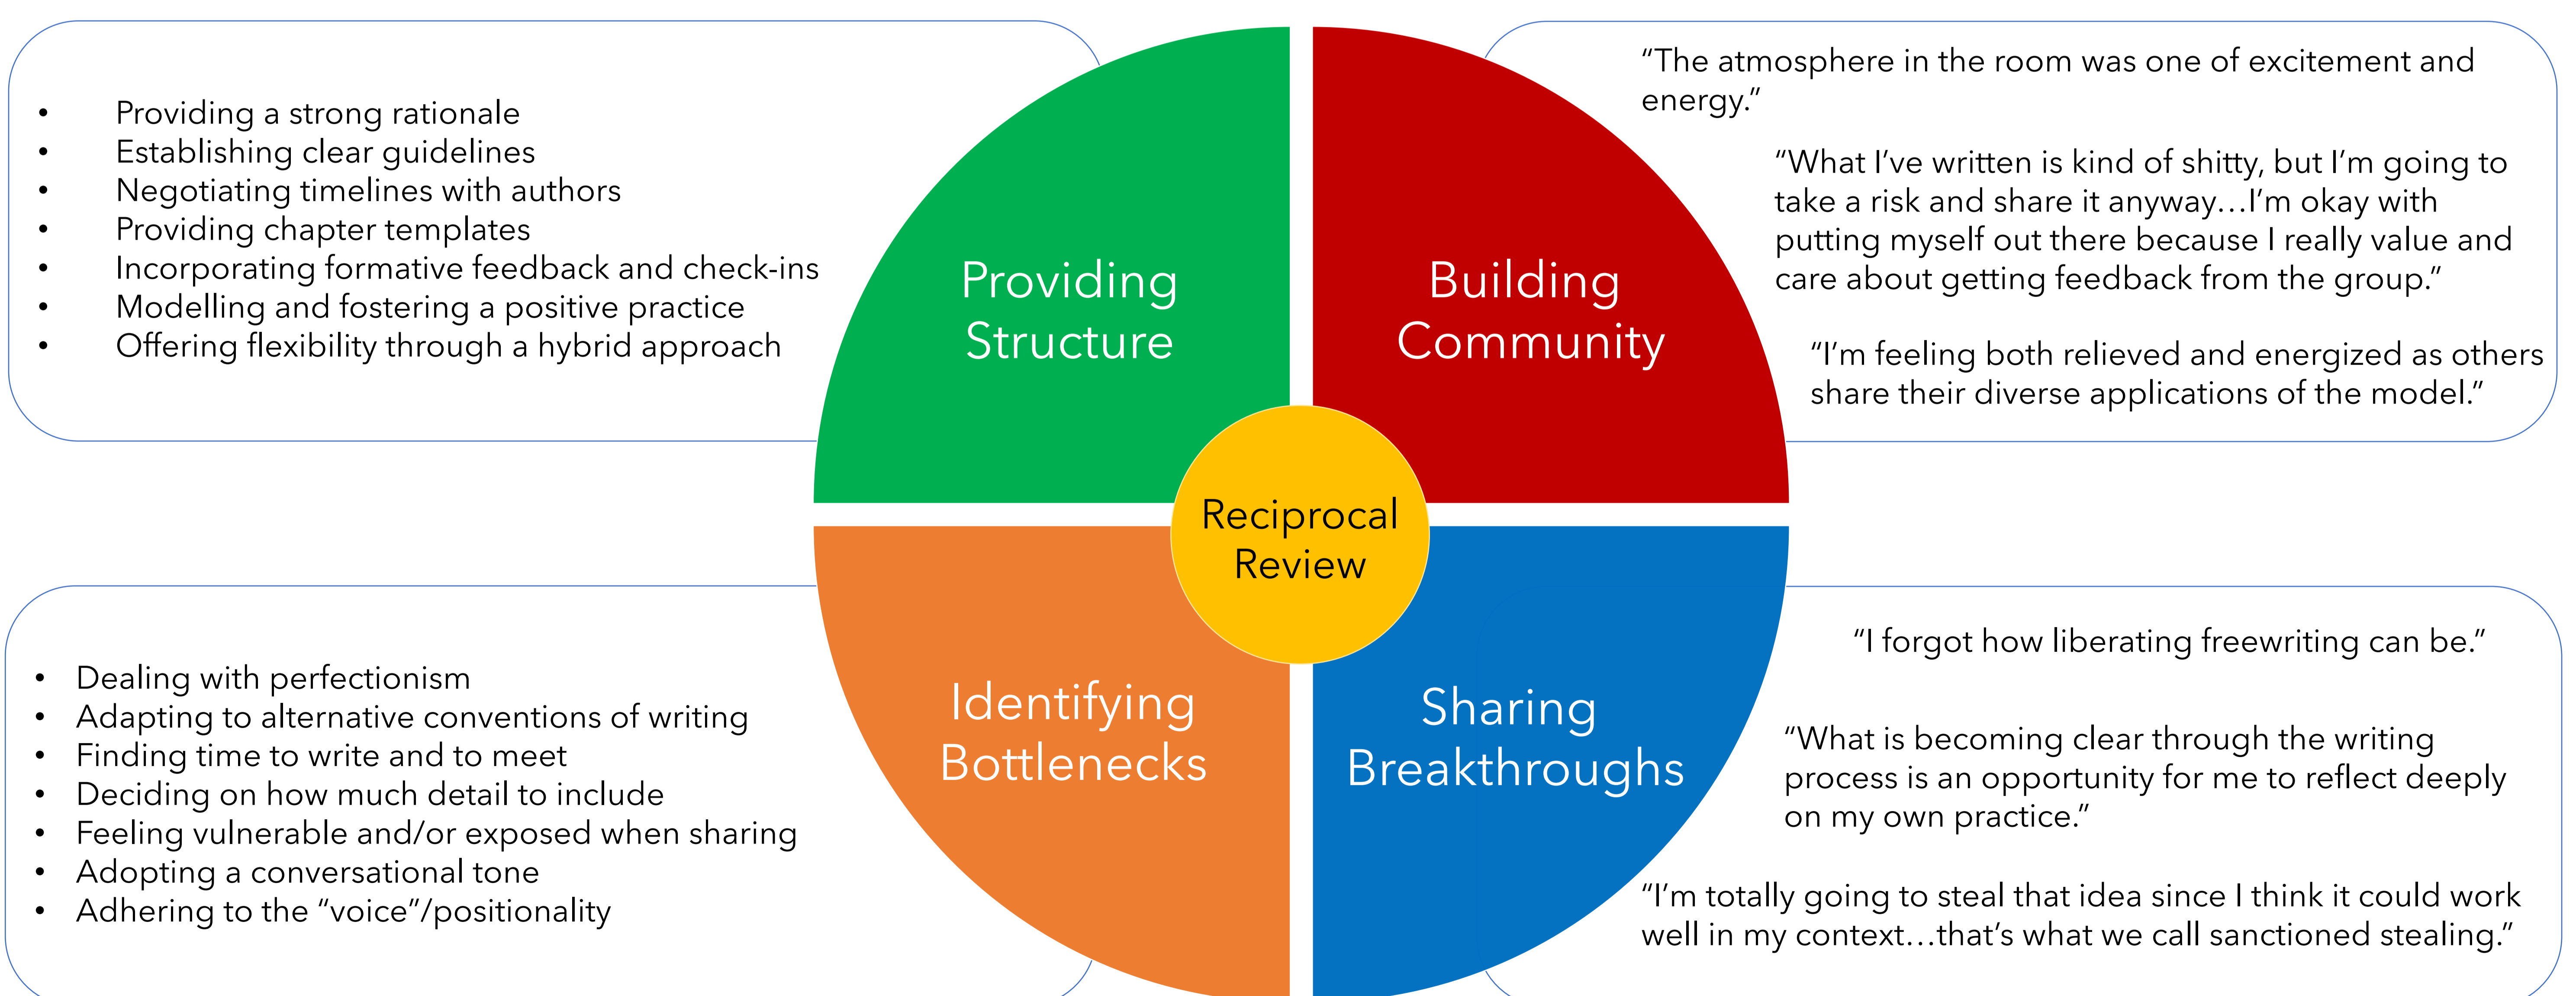 • Providing a strong rationale
• Establishing clear guidelines
• Negotiating timelines with authors
• Providing chapter templates
• Incorporating formative feedback and check-ins
• Modelling and fostering a positive practice
• Offering flexibility through a hybrid approach
Providing
Structure
Building
Community
“The atmosphere in the room was one of excitement and
energy.”
“What I’ve written is kind of shitty, but I’m going to
take a risk and share it anyway…I’m okay with
putting myself out there because I really value and
care about getting feedback from the group.”
“I’m feeling both relieved and energized as others
share their diverse applications of the model.”
Reciprocal
Review
• Dealing with perfectionism
• Adapting to alternative conventions of writing
• Finding time to write and to meet
• Deciding on how much detail to include
• Feeling vulnerable and/or exposed when sharing
• Adopting a conversational tone
• Adhering to the “voice”/positionality
Identifying
Bottlenecks
Sharing
Breakthroughs
“I forgot how liberating freewriting can be.”
“What is becoming clear through the writing
process is an opportunity for me to reflect deeply
on my own practice.”
“I’m totally going to steal that idea since I think it could work
well in my context…that’s what we call sanctioned stealing.”